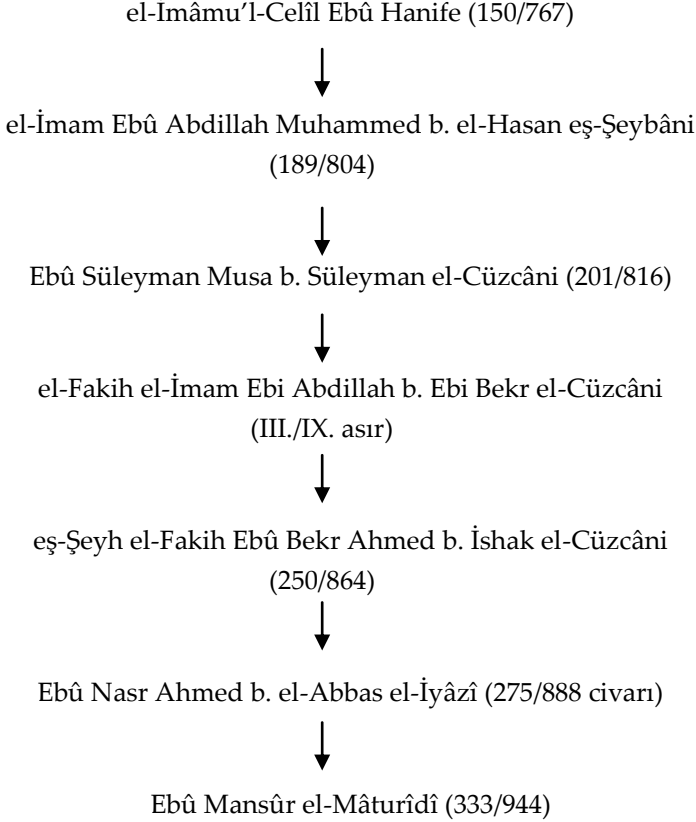 el-Imâmu'l-Celîl Ebû Hanife (150/767)
el-İmam Ebû Abdillah Muhammed b. el-Hasan eş-Şeybâni
(189/804)
Ebû Süleyman Musa b. Süleyman el-Cüzcâni (201/816)
el-Fakih el-İmam Ebi Abdillah b. Ebi Bekr el-Cüzcâni
(III./IX. asır)
eş-Şeyh el-Fakih Ebû Bekr Ahmed b. İshak el-Cüzcâni
(250/864)
Ebû Nasr Ahmed b. el-Abbas el-İyâzî (275/888 civarı)
Ebû Mansûr el-Mâturîdî (333/944)